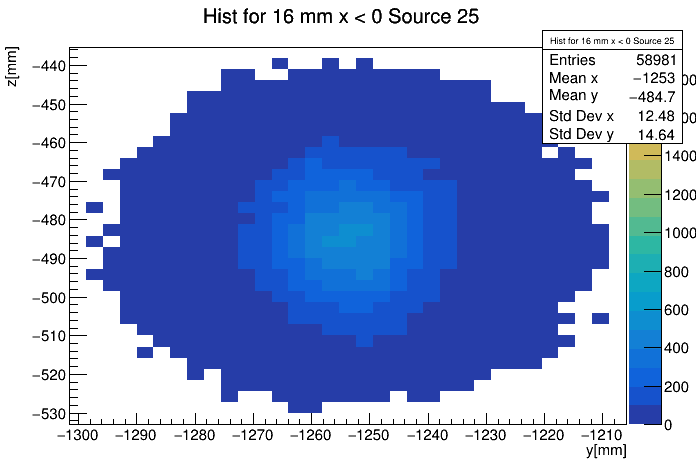 Hist for 16 mm x < 0 Source 25
Hist for 16 mm x < 0 Source 25
Entries 58981
Mean x −1253
Mean y −484.7
Std Dev x 12.48
Std Dev y 14.64
z[mm]
−440
−450
−460
−470
−480
−490
−500
−510
−520
−530
−1300 −1290 −1280 −1270 −1260 −1250 −1240 −1230 −1220 −1210
y[mm]
1400
1200
1000
800
600
400
200
0